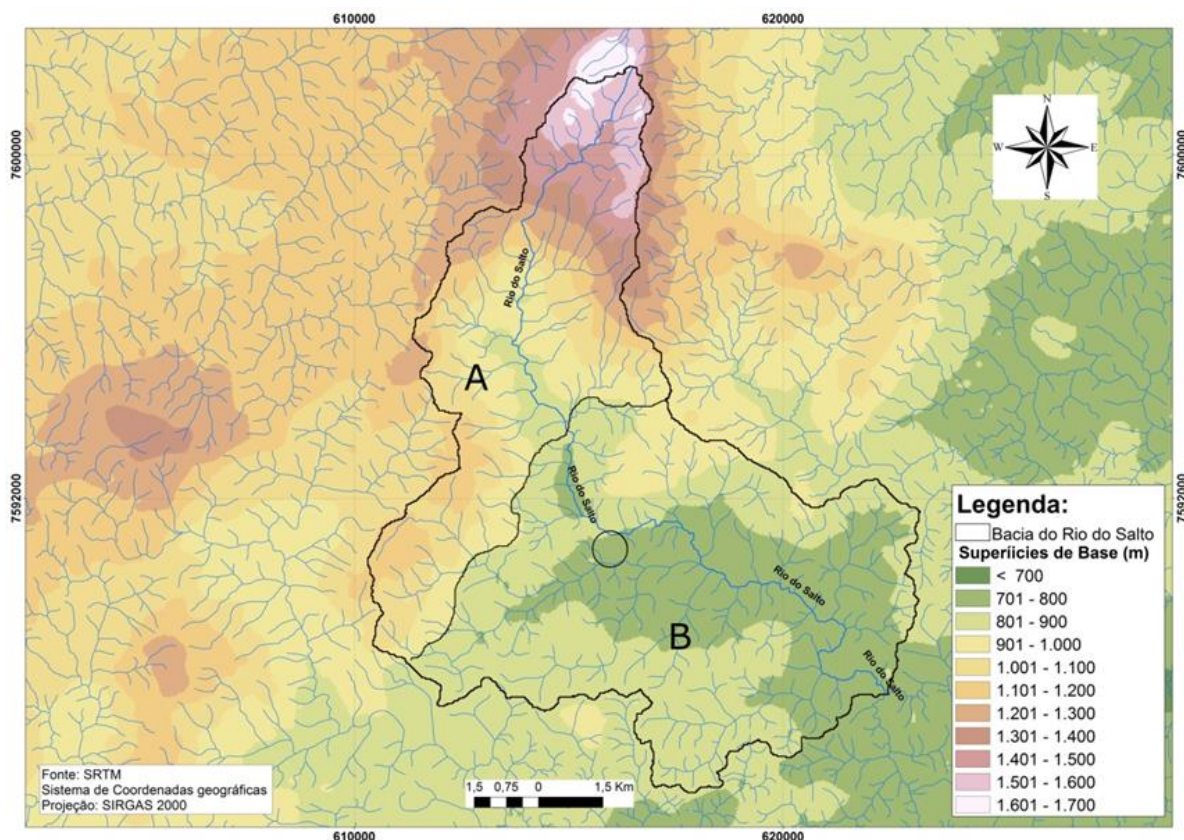 610000
620000
7600000
7600000
N
W
E
S
Rio do Salto
A
Rio do Salto
7592000
7592000
Rio do Salto
B
Rio do Salto
Legenda:
Bacia do Rio do Salto
Superíicies de Base (m)
< 700
701 - 800
801 - 900
901 - 1.000
1.001 - 1.100
1.101 - 1.200
1.201 - 1.300
1.301 - 1.400
1.401 - 1.500
1.501 - 1.600
1.601 - 1.700
Fonte: SRTM
Sistema de Coordenadas geográficas
Projeção: SIRGAS 2000
1,5 0,75 0 1,5 Km
610000
620000